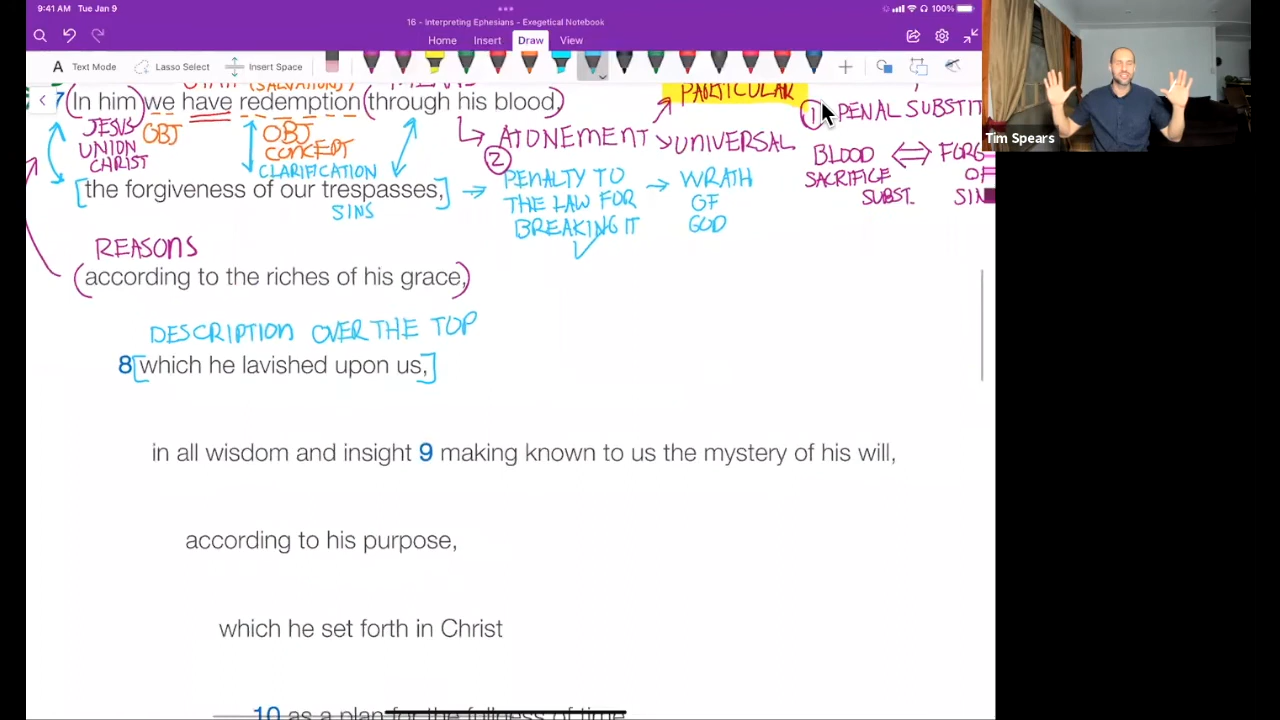 9:41 AM Tue Jan 9
100%
16 - Interpreting Ephesians - Exegetical Notebook
Home Insert Draw View
A Text Mode Lasso Select Insert Space
PARTICULAR
7 (In him) we have redemption (through his blood,)
① PENAL SUBSTIT
JESUS OBJ OBJ ATONEMENT UNIVERSAL
UNION CONCEPT ② BLOOD FORG
CHRIST CLARIFICATION SACRIFICE OF
SUBST. SIN
[the forgiveness of our trespasses,] PENALTY TO WRATH
SINS THE LAW FOR OF
BREAKING IT GOD
REASONS
(according to the riches of his grace,)
DESCRIPTION OVER THE TOP
8 [which he lavished upon us,]
in all wisdom and insight 9 making known to us the mystery of his will,
according to his purpose,
which he set forth in Christ
10 as a plan for the fullness of time
Tim Spears